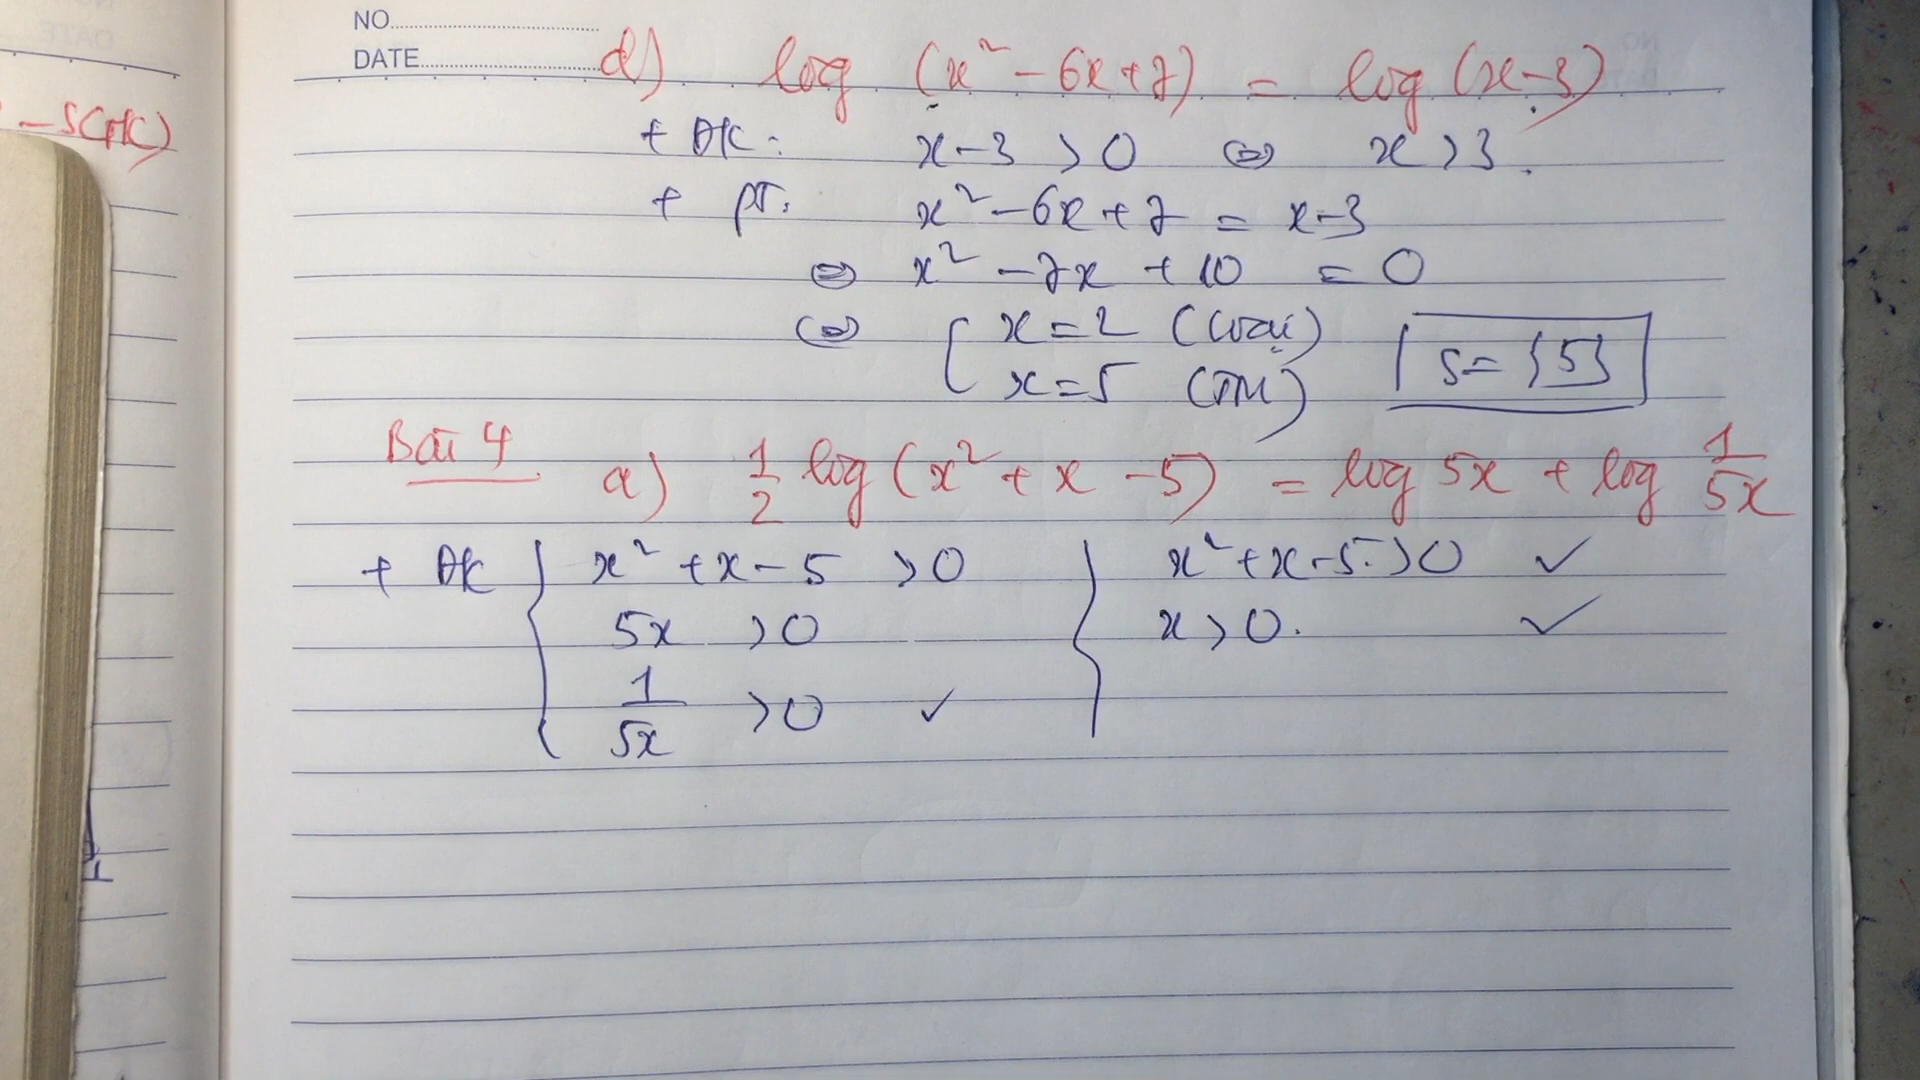 NO.
DATE
d) log (x² - 6x + 7) = log (x - 3)
-5(TK)
+ ĐK: x - 3 > 0 ⇔ x > 3.
+ PT: x² - 6x + 7 = x - 3
⇔ x² - 7x + 10 = 0
⇔ [ x = 2 (loại)
x = 5 (TM) S = {5}
Bài 4 a) 1/2 log (x² + x - 5) = log 5x + log 1/5x
+ ĐK { x² + x - 5 > 0 { x² + x - 5 > 0 ✓
5x > 0 x > 0. ✓
1/5x > 0 ✓